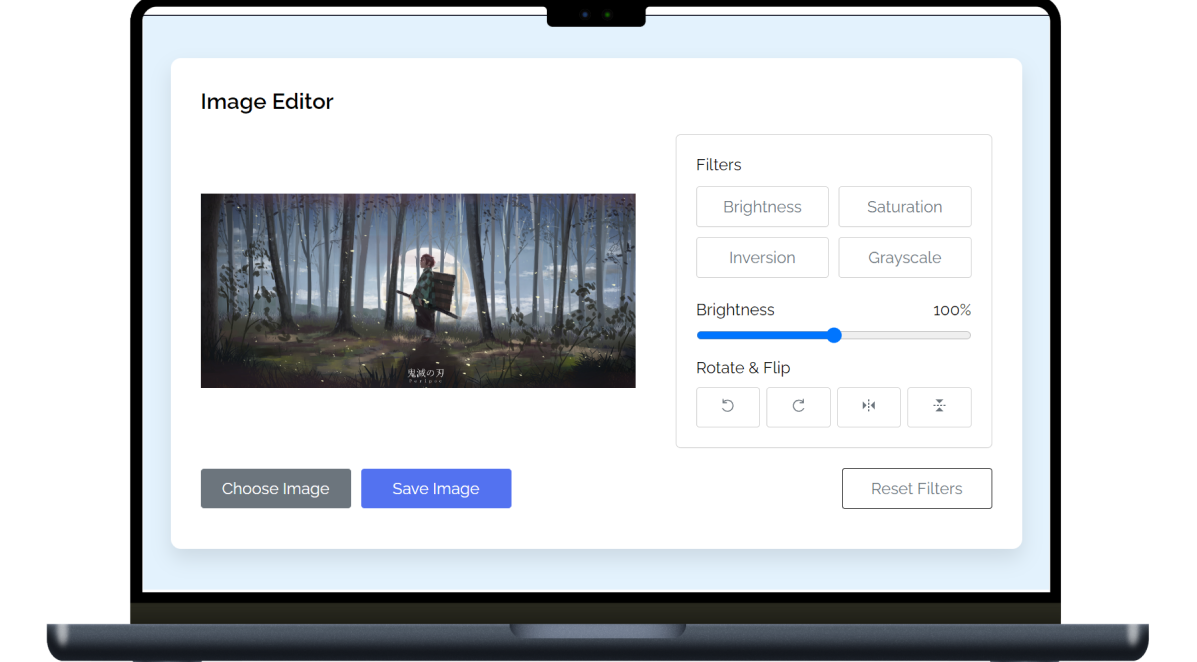 Image Editor
Filters
Brightness
Saturation
Inversion
Grayscale
Brightness
100%
Rotate & Flip
鬼滅の刃
Choose Image
Save Image
Reset Filters